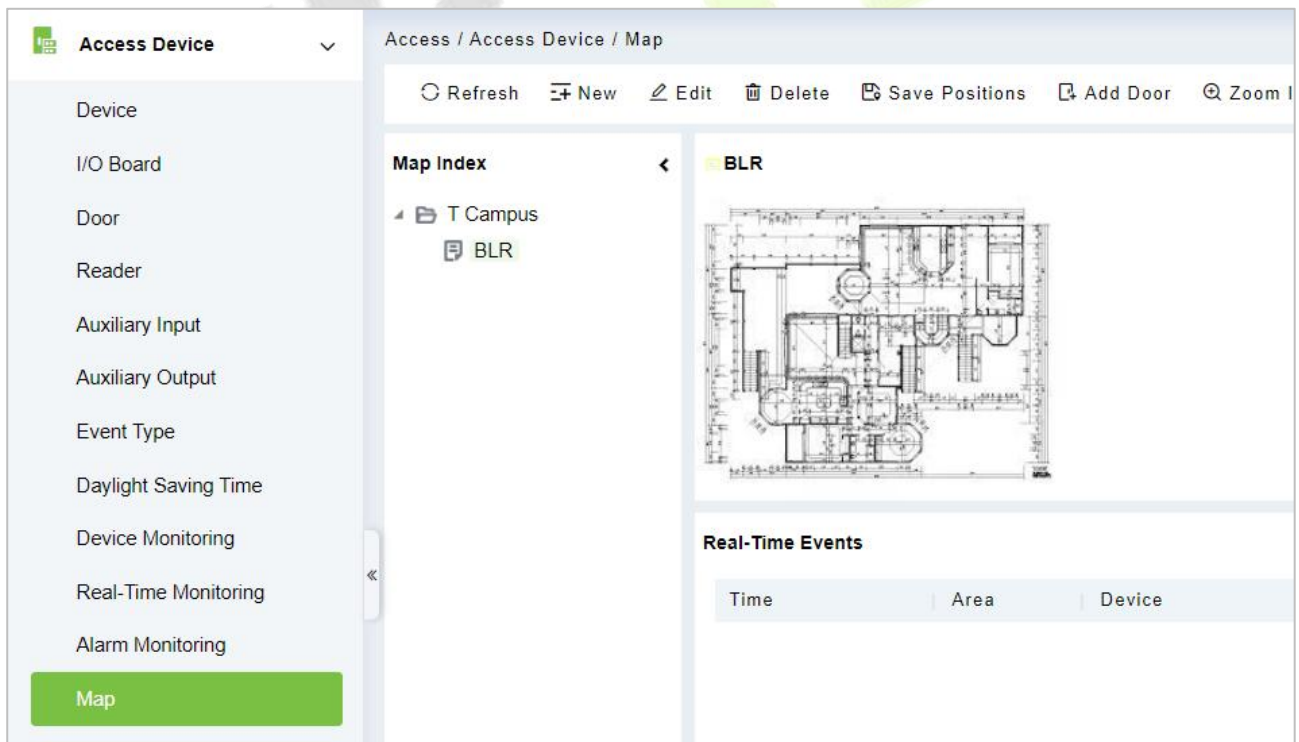 Access Device
Access / Access Device / Map
Refresh New Edit Delete Save Positions Add Door Zoom I
Device
I/O Board
Door
Reader
Auxiliary Input
Auxiliary Output
Event Type
Daylight Saving Time
Device Monitoring
Real-Time Monitoring
Alarm Monitoring
Map
Map Index
T Campus
BLR
BLR
Real-Time Events
Time Area Device